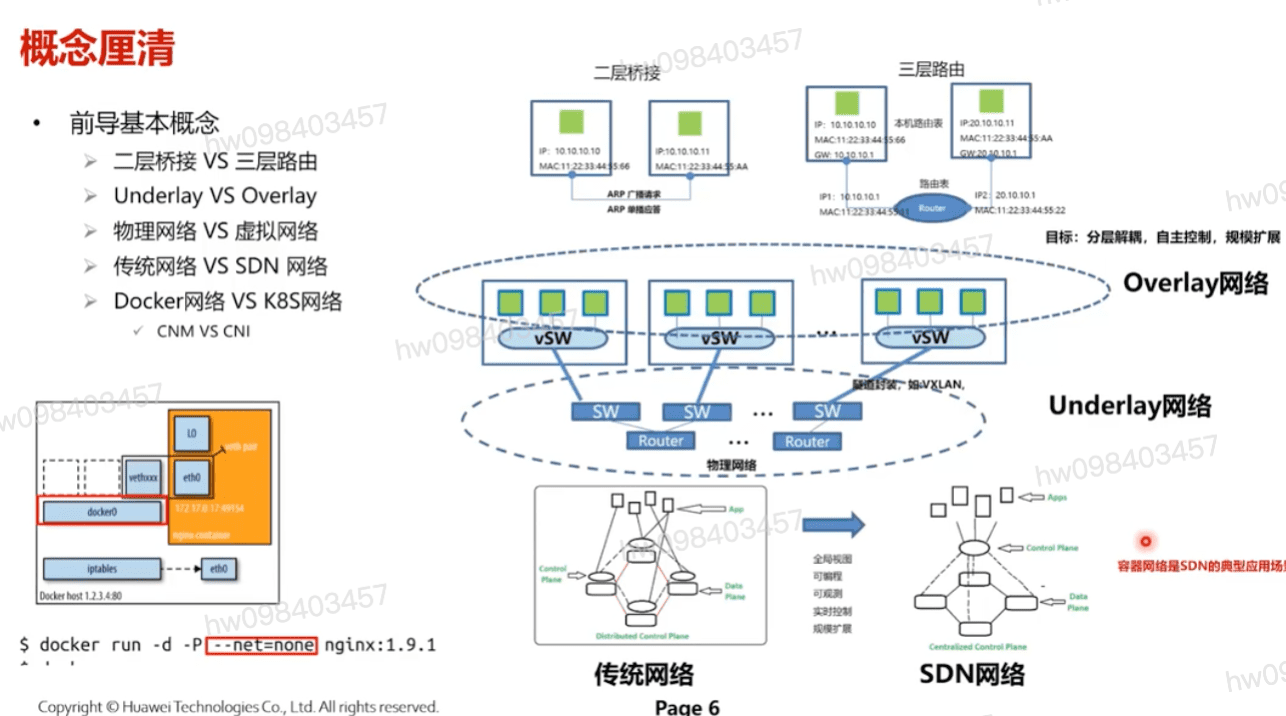 概念厘清
• 前导基本概念
二层桥接 VS 三层路由
Underlay VS Overlay
物理网络 VS 虚拟网络
传统网络 VS SDN 网络
Docker网络 VS K8S网络
✓ CNM VS CNI
二层桥接
IP: 10.10.10.10
MAC:11:22:33:44:55:66
IP:10.10.10.11
MAC:11:22:33:44:55:AA
ARP 广播请求
ARP 单播应答
三层路由
IP: 10.10.10.10
MAC:11:22:33:44:55:66
GW: 10.10.10.1
本机路由表
IP:20.10.10.11
MAC:11:22:33:44:55:AA
GW:20.10.10.1
路由表
IP1: 10.10.10.1
MAC:11:22:33:44:55:11
Router
IP2: 20.10.10.1
MAC:11:22:33:44:55:22
目标：分层解耦，自主控制，规模扩展
Overlay网络
vSW
vSW
...
vSW
隧道封装，如:VXLAN,
Underlay网络
SW
SW
...
SW
Router
...
Router
物理网络
LO
veth pair
vethxxx
eth0
docker0
172.17.0.17:49154
nginx-container
iptables
eth0
Docker host 1.2.3.4:80
$ docker run -d -P --net=none nginx:1.9.1
App
Control Plane
Data Plane
Distributed Control Plane
传统网络
全局视图
可编程
可观测
实时控制
规模扩展
Apps
Control Plane
Data Plane
Centralized Control Plane
SDN网络
容器网络是SDN的典型应用场
Copyright © Huawei Technologies Co., Ltd. All rights reserved.
Page 6
hw098403457
hw098403457
hw098403457
hw098403457
hw098403457
hw098403457
hw098403457
hw098403457